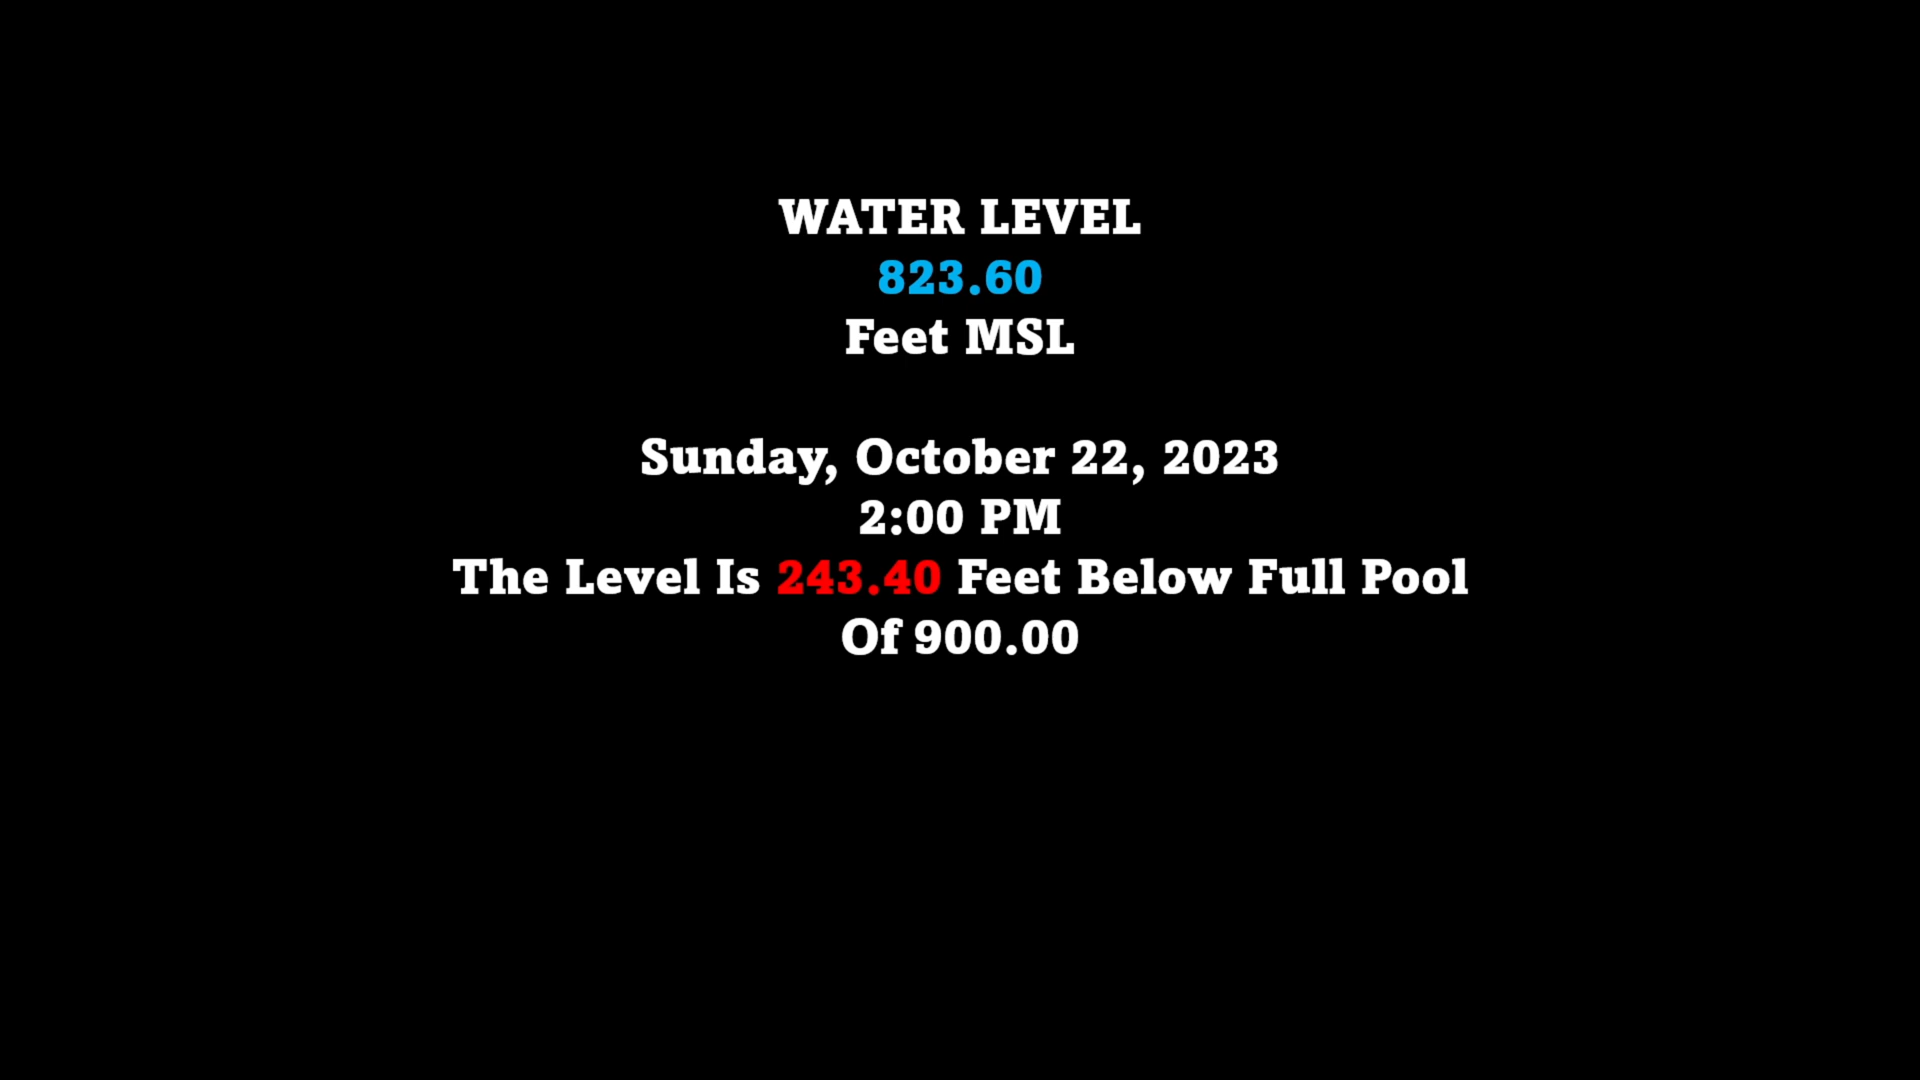 WATER LEVEL
823.60
Feet MSL
Sunday, October 22, 2023
2:00 PM
The Level Is 243.40 Feet Below Full Pool
Of 900.00